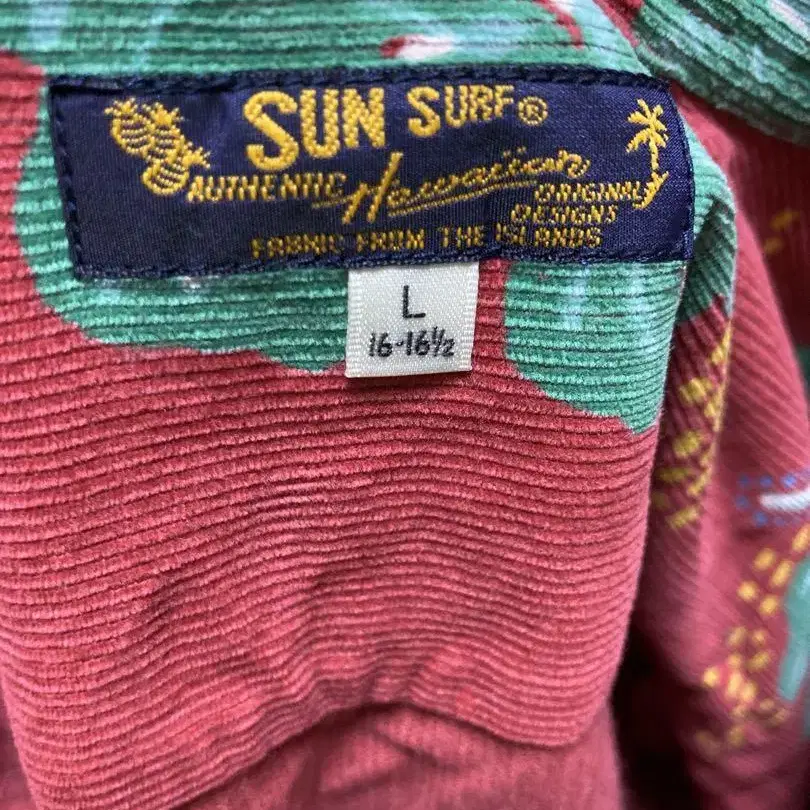 SUN SURF®
AUTHENTIC Hawaiian ORIGINAL
DESIGNS
FABRIC FROM THE ISLANDS
L
16-16½